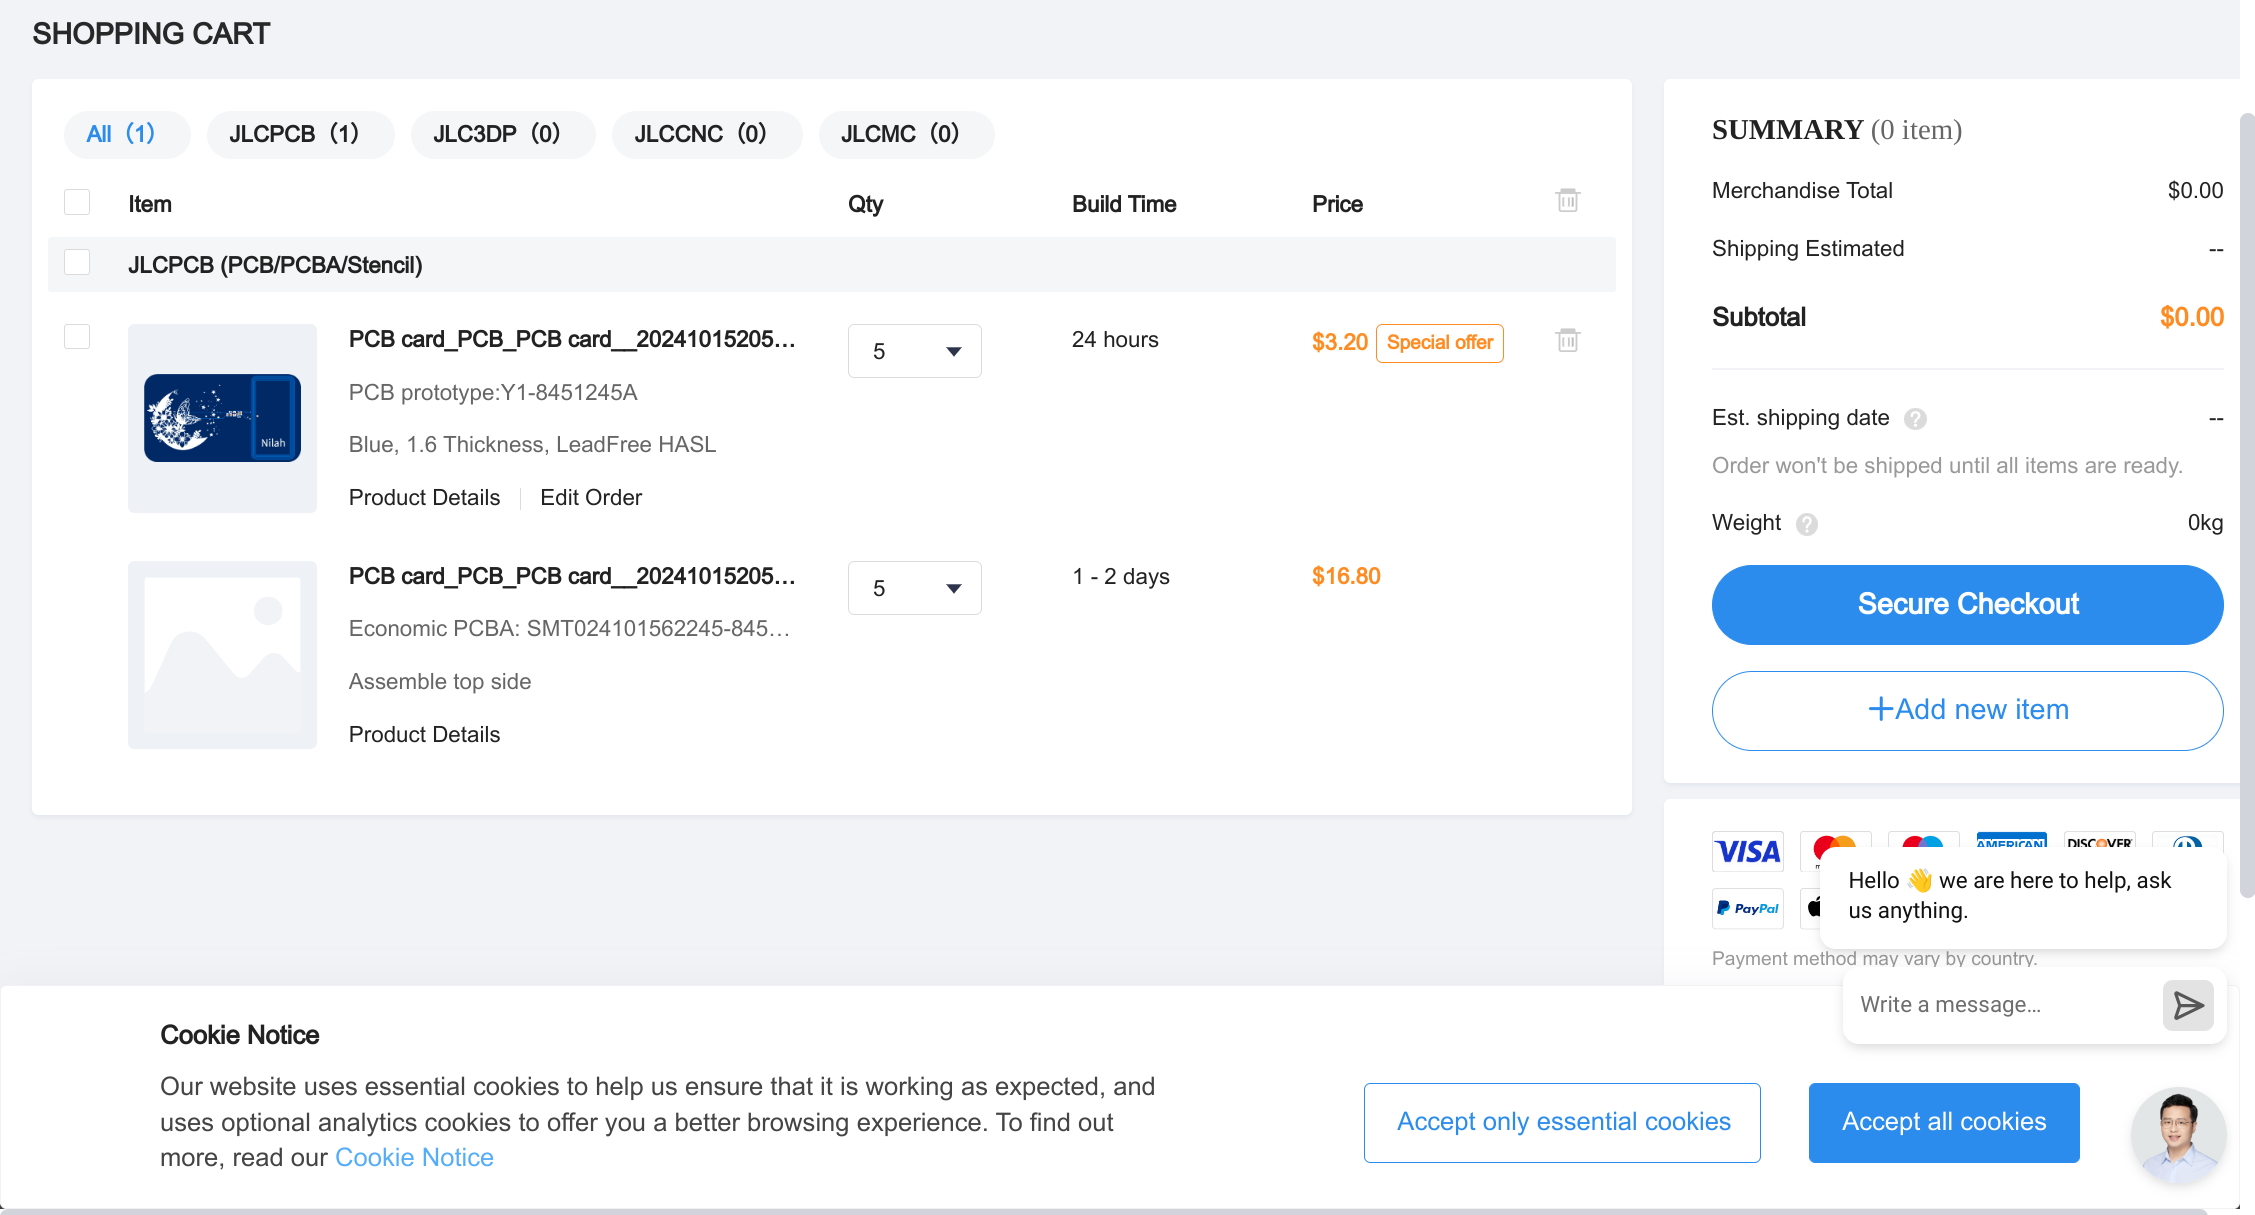 SHOPPING CART
All (1)
JLCPCB (1)
JLC3DP (0)
JLCCNC (0)
JLCMC (0)
Item
Qty
Build Time
Price
JLCPCB (PCB/PCBA/Stencil)
PCB card_PCB_PCB card__20241015205...
5
24 hours
$3.20
Special offer
PCB prototype:Y1-8451245A
Blue, 1.6 Thickness, LeadFree HASL
Product Details
Edit Order
Nilah
PCB card_PCB_PCB card__20241015205...
5
1 - 2 days
$16.80
Economic PCBA: SMT024101562245-845...
Assemble top side
Product Details
SUMMARY (0 item)
Merchandise Total
$0.00
Shipping Estimated
--
Subtotal
$0.00
Est. shipping date ?
--
Order won't be shipped until all items are ready.
Weight ?
0kg
Secure Checkout
+Add new item
VISA
AMERICAN
DISCOVER
PayPal
Hello 👋 we are here to help, ask
us anything.
Payment method may vary by country.
Write a message...
Cookie Notice
Our website uses essential cookies to help us ensure that it is working as expected, and
uses optional analytics cookies to offer you a better browsing experience. To find out
more, read our Cookie Notice
Accept only essential cookies
Accept all cookies